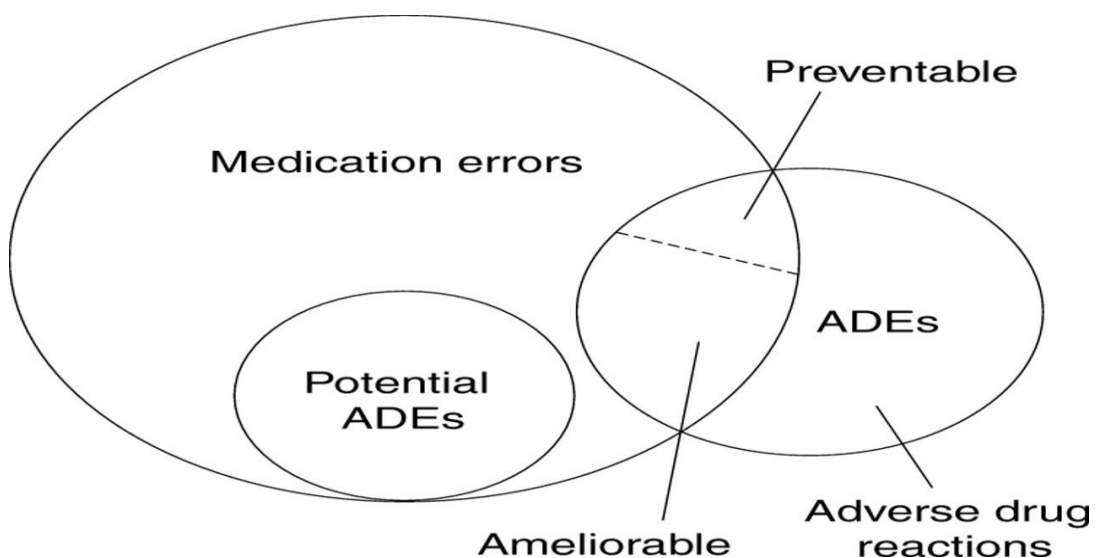 Preventable
Medication errors
ADEs
Potential
ADEs
Adverse drug
reactions
Ameliorable